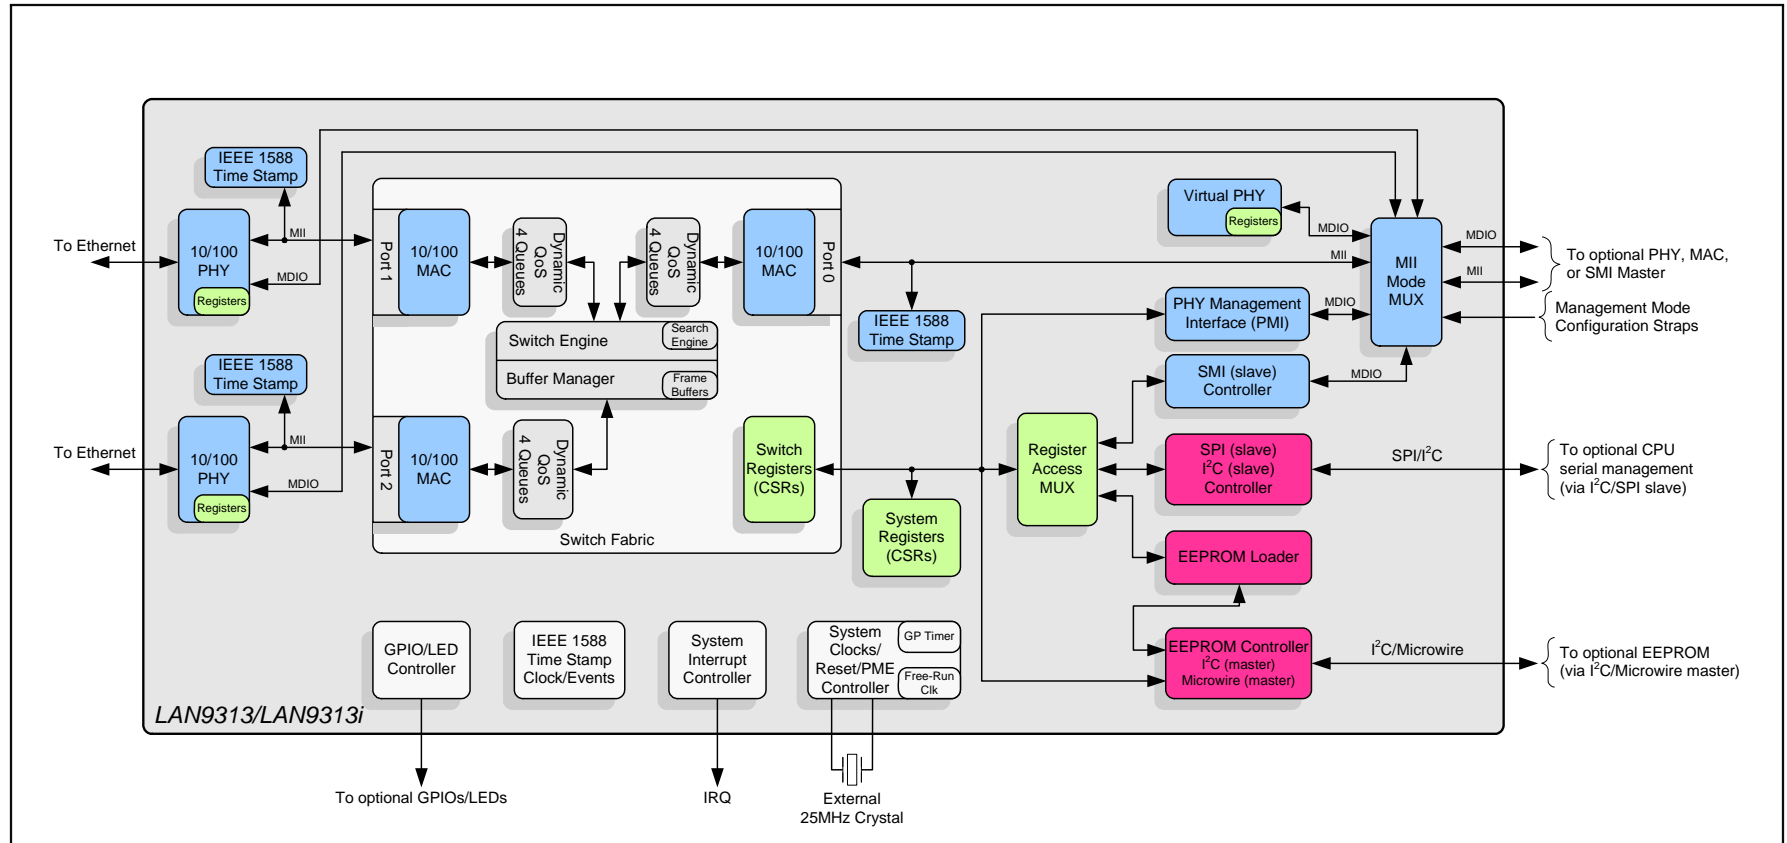 IEEE 1588
Time Stamp
To Ethernet
10/100
PHY
Registers
MII
MDIO
Port 1
10/100
MAC
Dynamic
QoS
4 Queues
Dynamic
QoS
4 Queues
10/100
MAC
Port 0
Switch Engine
Search
Engine
Buffer Manager
Frame
Buffers
IEEE 1588
Time Stamp
To Ethernet
10/100
PHY
Registers
MII
MDIO
Port 2
10/100
MAC
Dynamic
QoS
4 Queues
Switch
Registers
(CSRs)
Switch Fabric
IEEE 1588
Time Stamp
System
Registers
(CSRs)
Virtual PHY
Registers
MDIO
MII
PHY Management
Interface (PMI)
MDIO
SMI (slave)
Controller
MDIO
MII
Mode
MUX
MDIO
MII
To optional PHY, MAC,
or SMI Master
Management Mode
Configuration Straps
Register
Access
MUX
SPI (slave)
I²C (slave)
Controller
SPI/I²C
To optional CPU
serial management
(via I²C/SPI slave)
EEPROM Loader
EEPROM Controller
I²C (master)
Microwire (master)
I²C/Microwire
To optional EEPROM
(via I²C/Microwire master)
GPIO/LED
Controller
IEEE 1588
Time Stamp
Clock/Events
System
Interrupt
Controller
System
Clocks/
Reset/PME
Controller
GP Timer
Free-Run
Clk
LAN9313/LAN9313i
To optional GPIOs/LEDs
IRQ
External
25MHz Crystal